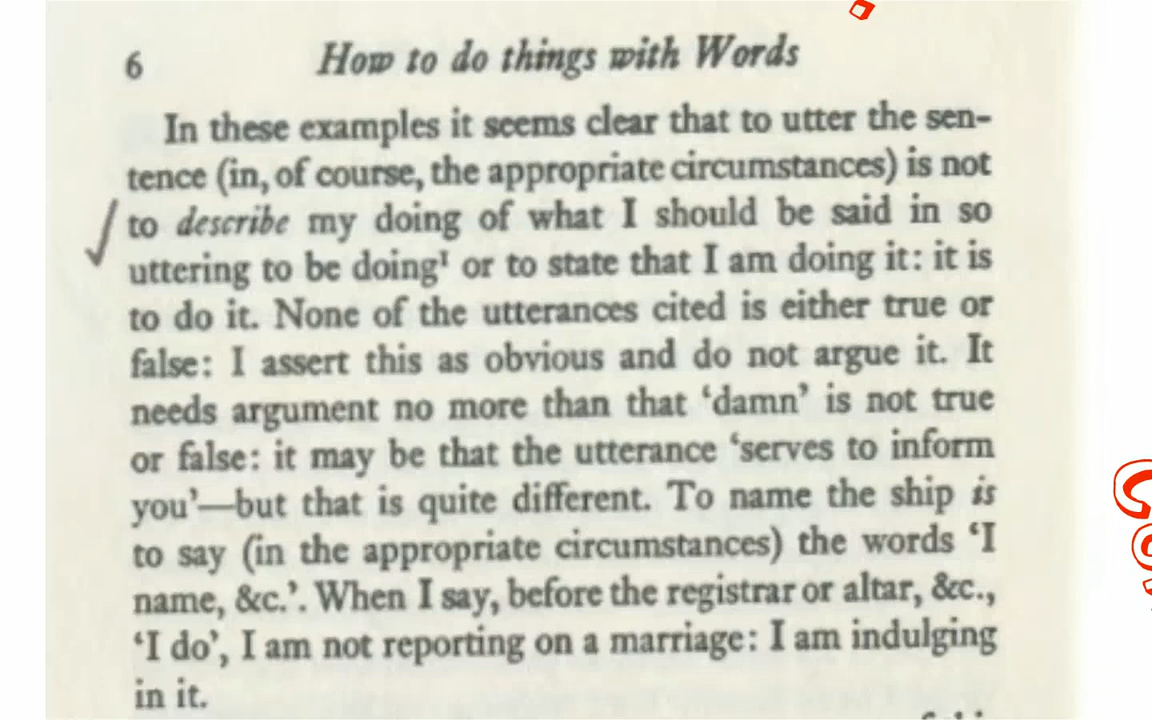 6 How to do things with Words
In these examples it seems clear that to utter the sen-
tence (in, of course, the appropriate circumstances) is not
to describe my doing of what I should be said in so
uttering to be doing¹ or to state that I am doing it: it is
to do it. None of the utterances cited is either true or
false: I assert this as obvious and do not argue it. It
needs argument no more than that ‘damn’ is not true
or false: it may be that the utterance ‘serves to inform
you’—but that is quite different. To name the ship is
to say (in the appropriate circumstances) the words ‘I
name, &c.’. When I say, before the registrar or altar, &c.,
‘I do’, I am not reporting on a marriage: I am indulging
in it.